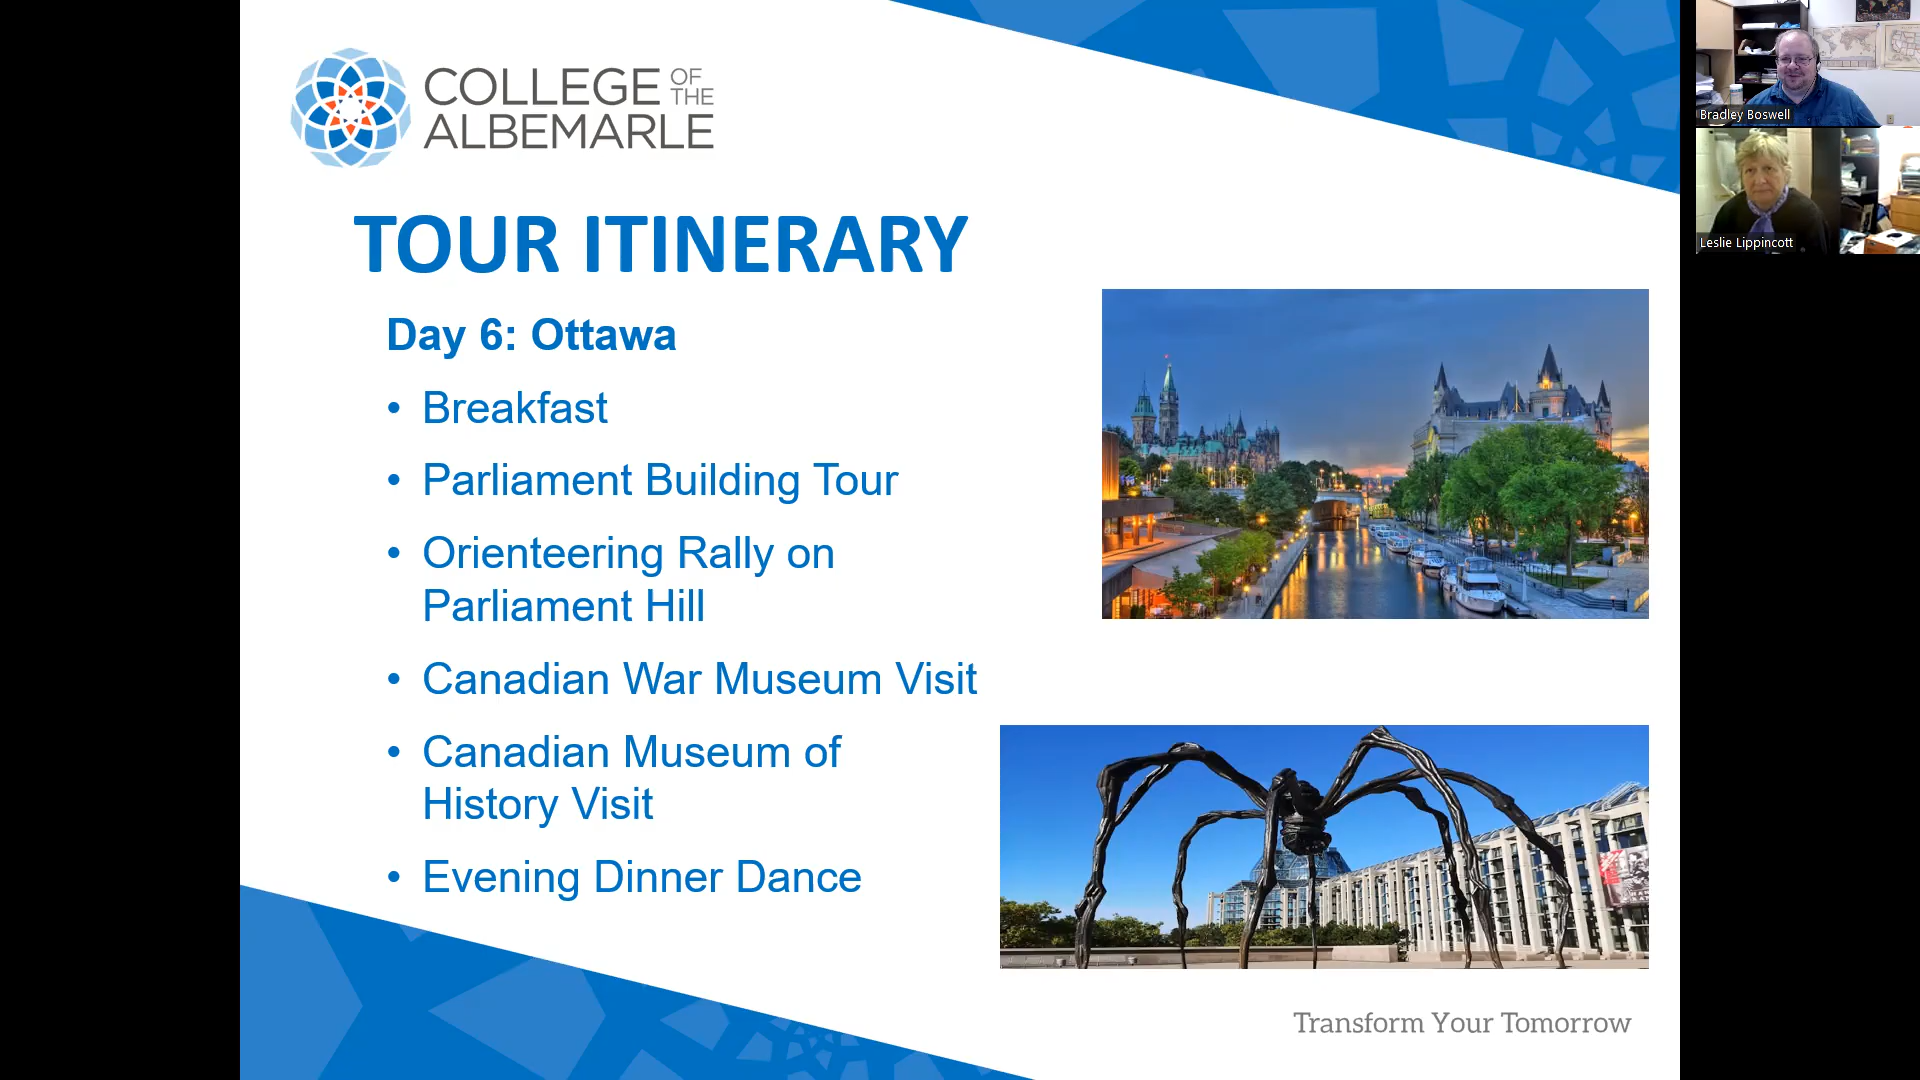 COLLEGE OF THE
ALBEMARLE
TOUR ITINERARY
Day 6: Ottawa
• Breakfast
• Parliament Building Tour
• Orienteering Rally on
Parliament Hill
• Canadian War Museum Visit
• Canadian Museum of
History Visit
• Evening Dinner Dance
Transform Your Tomorrow
Bradley Boswell
Leslie Lippincott